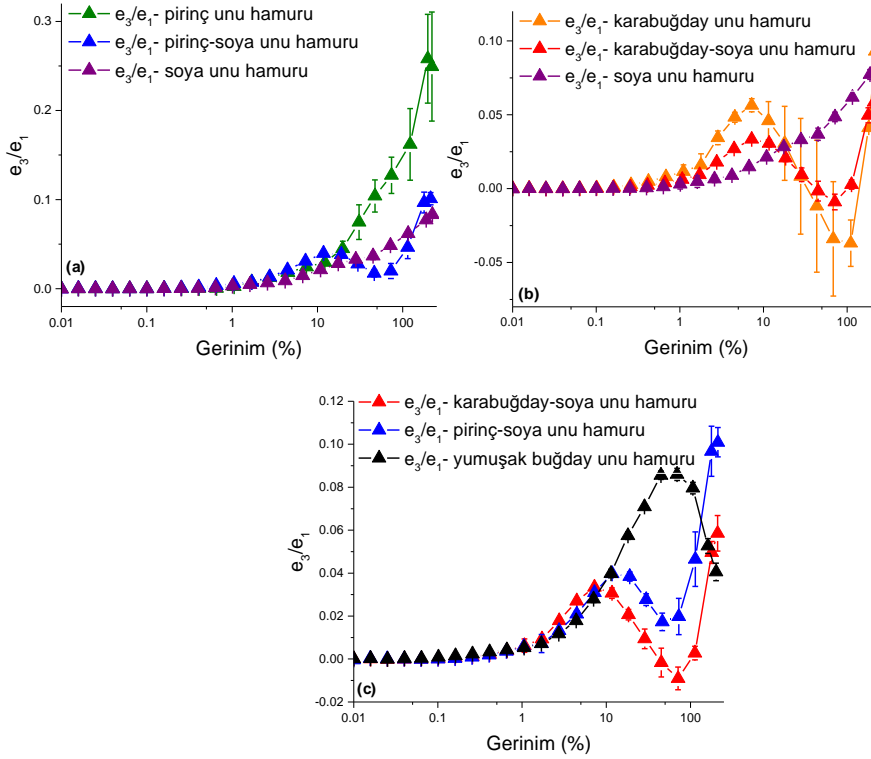 e3/e1- pirinç unu hamuru
e3/e1- pirinç-soya unu hamuru
e3/e1- soya unu hamuru
0.3
0.2
0.1
0.0
e3/e1
(a)
0.01 0.1 1 10 100
Gerinim (%)
e3/e1- karabuğday unu hamuru
e3/e1- karabuğday-soya unu hamuru
e3/e1- soya unu hamuru
0.10
0.05
0.00
-0.05
e3/e1
(b)
0.01 0.1 1 10 100
Gerinim (%)
e3/e1- karabuğday-soya unu hamuru
e3/e1- pirinç-soya unu hamuru
e3/e1- yumuşak buğday unu hamuru
0.12
0.10
0.08
0.06
0.04
0.02
0.00
-0.02
e3/e1
(c)
0.01 0.1 1 10 100
Gerinim (%)